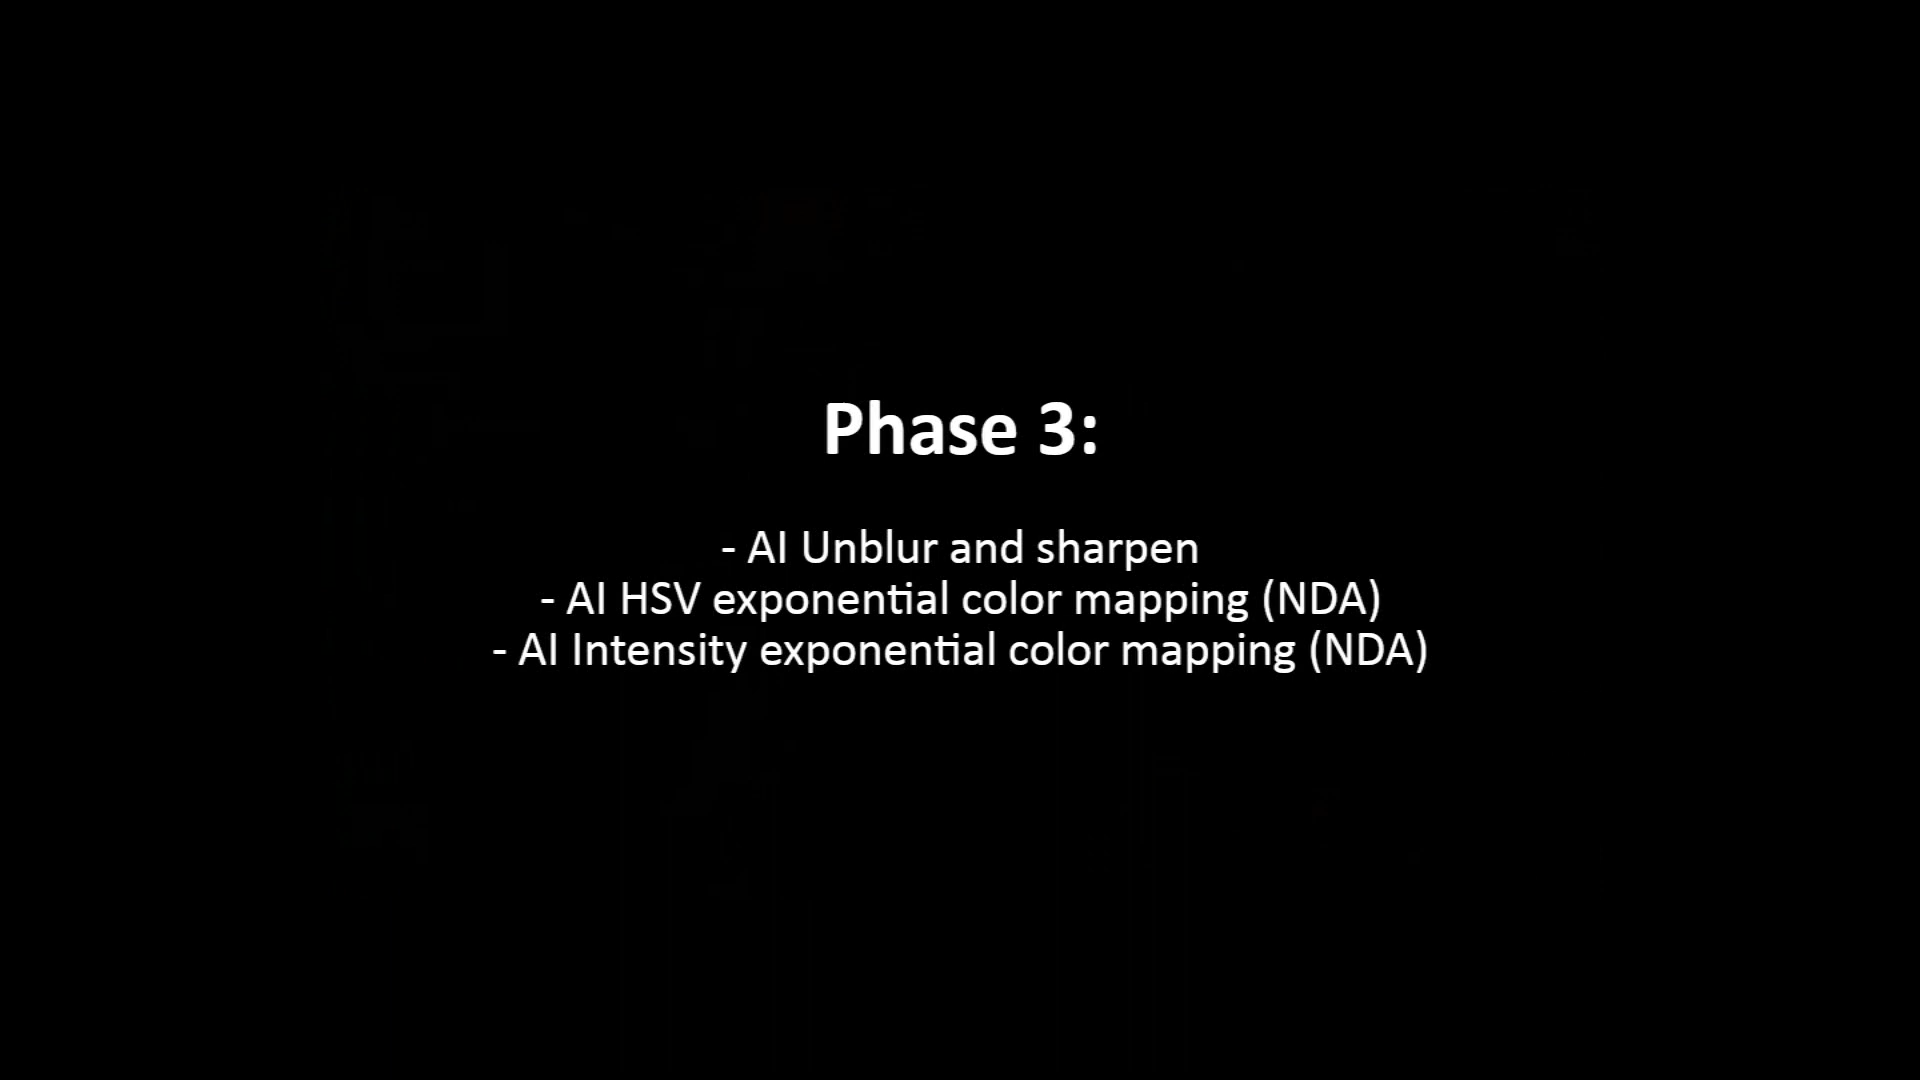 Phase 3:
- AI Unblur and sharpen
- AI HSV exponential color mapping (NDA)
- AI Intensity exponential color mapping (NDA)